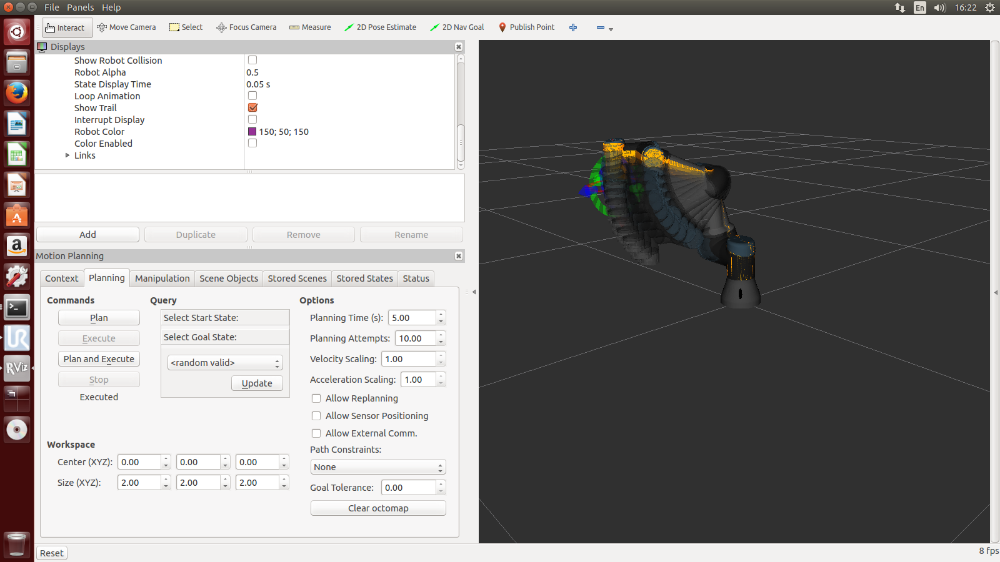 File Panels Help
En 16:22
Interact Move Camera Select Focus Camera Measure 2D Pose Estimate 2D Nav Goal Publish Point
Displays
Show Robot Collision
Robot Alpha 0.5
State Display Time 0.05 s
Loop Animation
Show Trail
Interrupt Display
Robot Color 150; 50; 150
Color Enabled
Links
Add Duplicate Remove Rename
Motion Planning
Context Planning Manipulation Scene Objects Stored Scenes Stored States Status
Commands Query Options
Plan Select Start State: Planning Time (s): 5.00
Execute Select Goal State: Planning Attempts: 10.00
Plan and Execute <random valid> Velocity Scaling: 1.00
Stop Update Acceleration Scaling: 1.00
Executed Allow Replanning
Allow Sensor Positioning
Allow External Comm.
Workspace Path Constraints:
Center (XYZ): 0.00 0.00 0.00 None
Size (XYZ): 2.00 2.00 2.00 Goal Tolerance: 0.00
Clear octomap
Reset 8 fps
a
UR
RViz